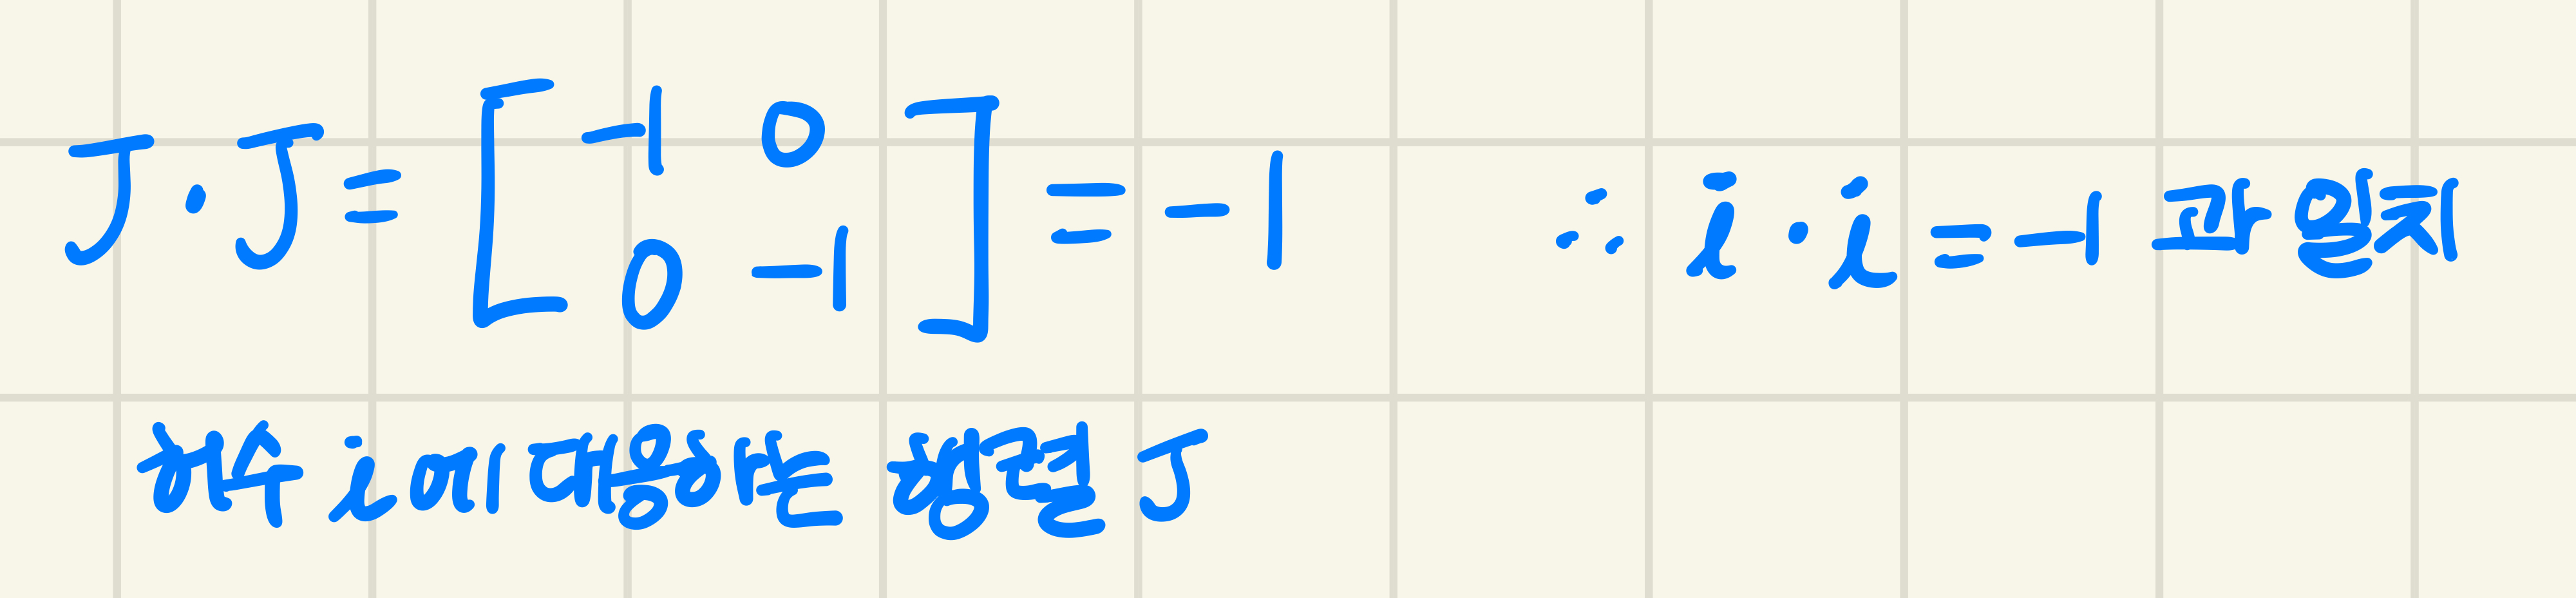 J · J = [ -1 0 0 -1 ] = -1 ∴ i · i = -1 과 일치
허수 i에 대응하는 행렬 J